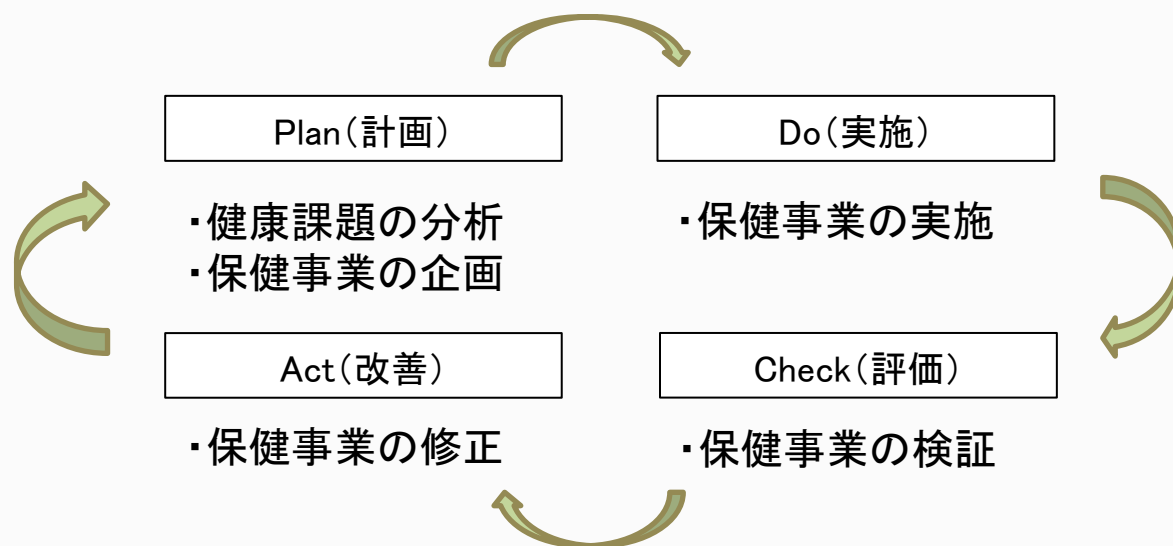 Plan(計画)
Do(実施)
・健康課題の分析
・保健事業の企画
・保健事業の実施
Act(改善)
Check(評価)
・保健事業の修正
・保健事業の検証